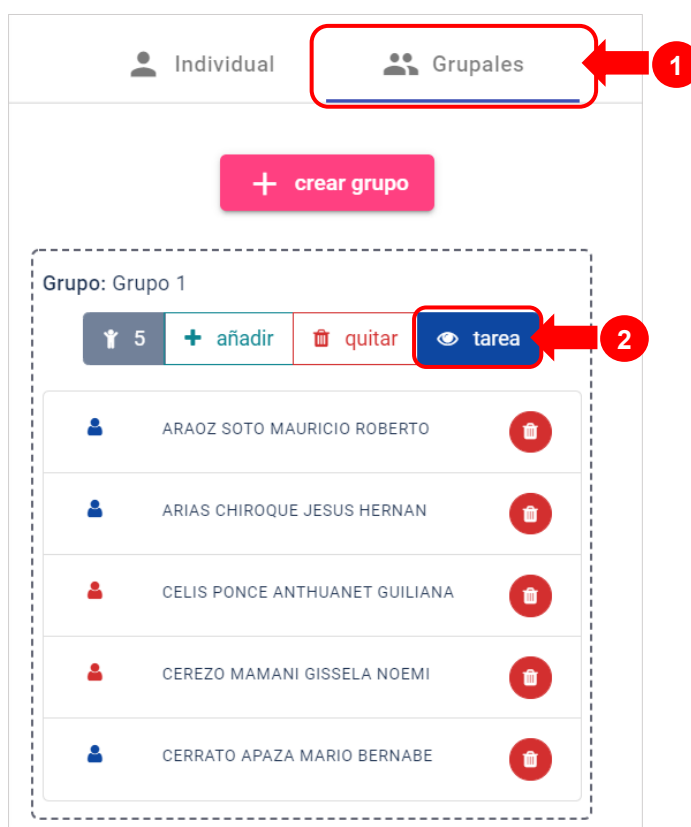 Individual
Grupales
1
crear grupo
Grupo: Grupo 1
5
añadir
quitar
tarea
2
ARAOZ SOTO MAURICIO ROBERTO
ARIAS CHIROQUE JESUS HERNAN
CELIS PONCE ANTHUANET GUILIANA
CEREZO MAMANI GISSELA NOEMI
CERRATO APAZA MARIO BERNABE